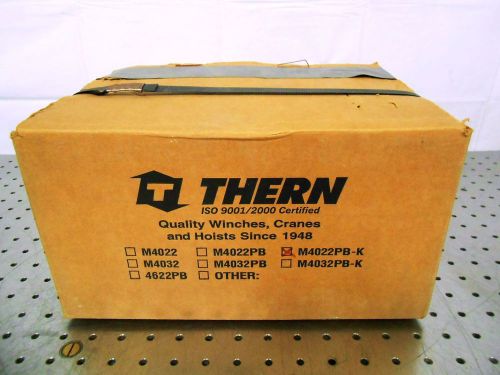 THERN
ISO 9001/2000 Certified
Quality Winches, Cranes
and Hoists Since 1948
M4022 M4022PB M4022PB-K
M4032 M4032PB M4032PB-K
4622PB OTHER: